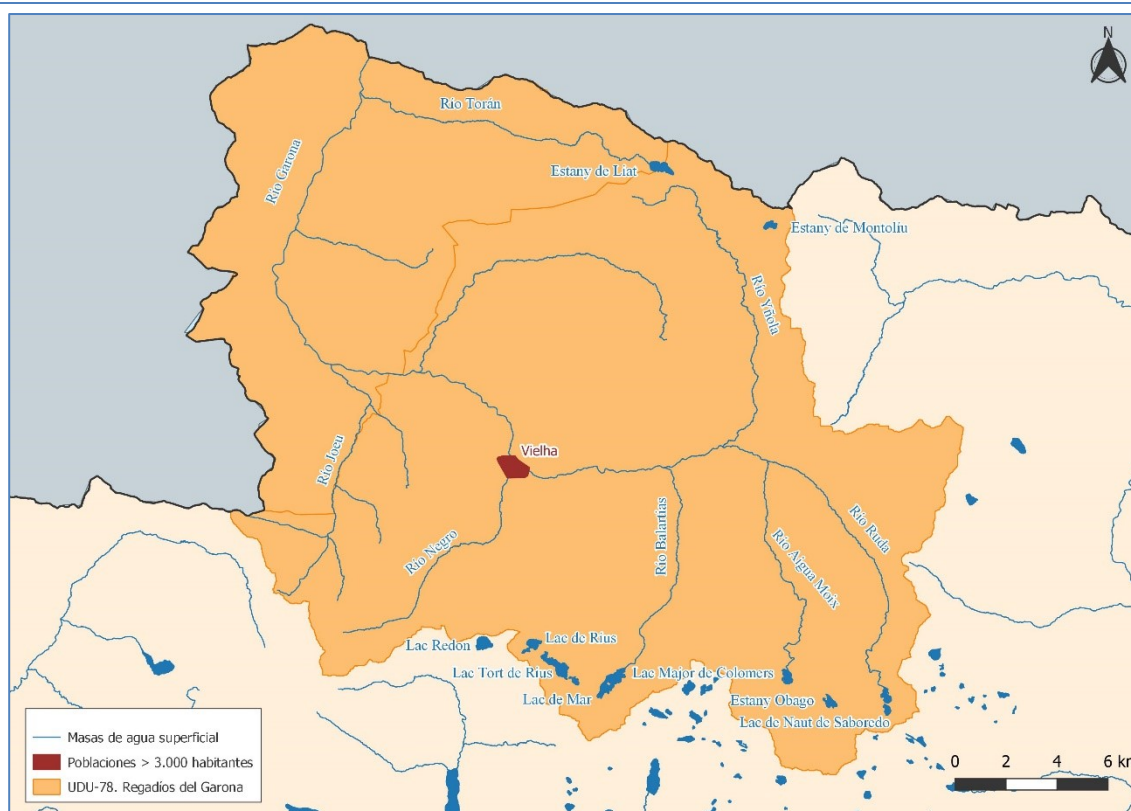 N
Río Torán
Estany de Liat
Río Garona
Estany de Montoliu
Río Yñola
Río Joeu
Vielha
Río Negro
Río Balartias
Río Aigua Moix
Río Ruda
Lac Redon
Lac de Rius
Lac Tort de Rius
Lac Major de Colomers
Lac de Mar
Estany Obago
Lac de Naut de Saboredo
Masas de agua superficial
Poblaciones > 3.000 habitantes
UDU-78. Regadíos del Garona
0 2 4 6 km